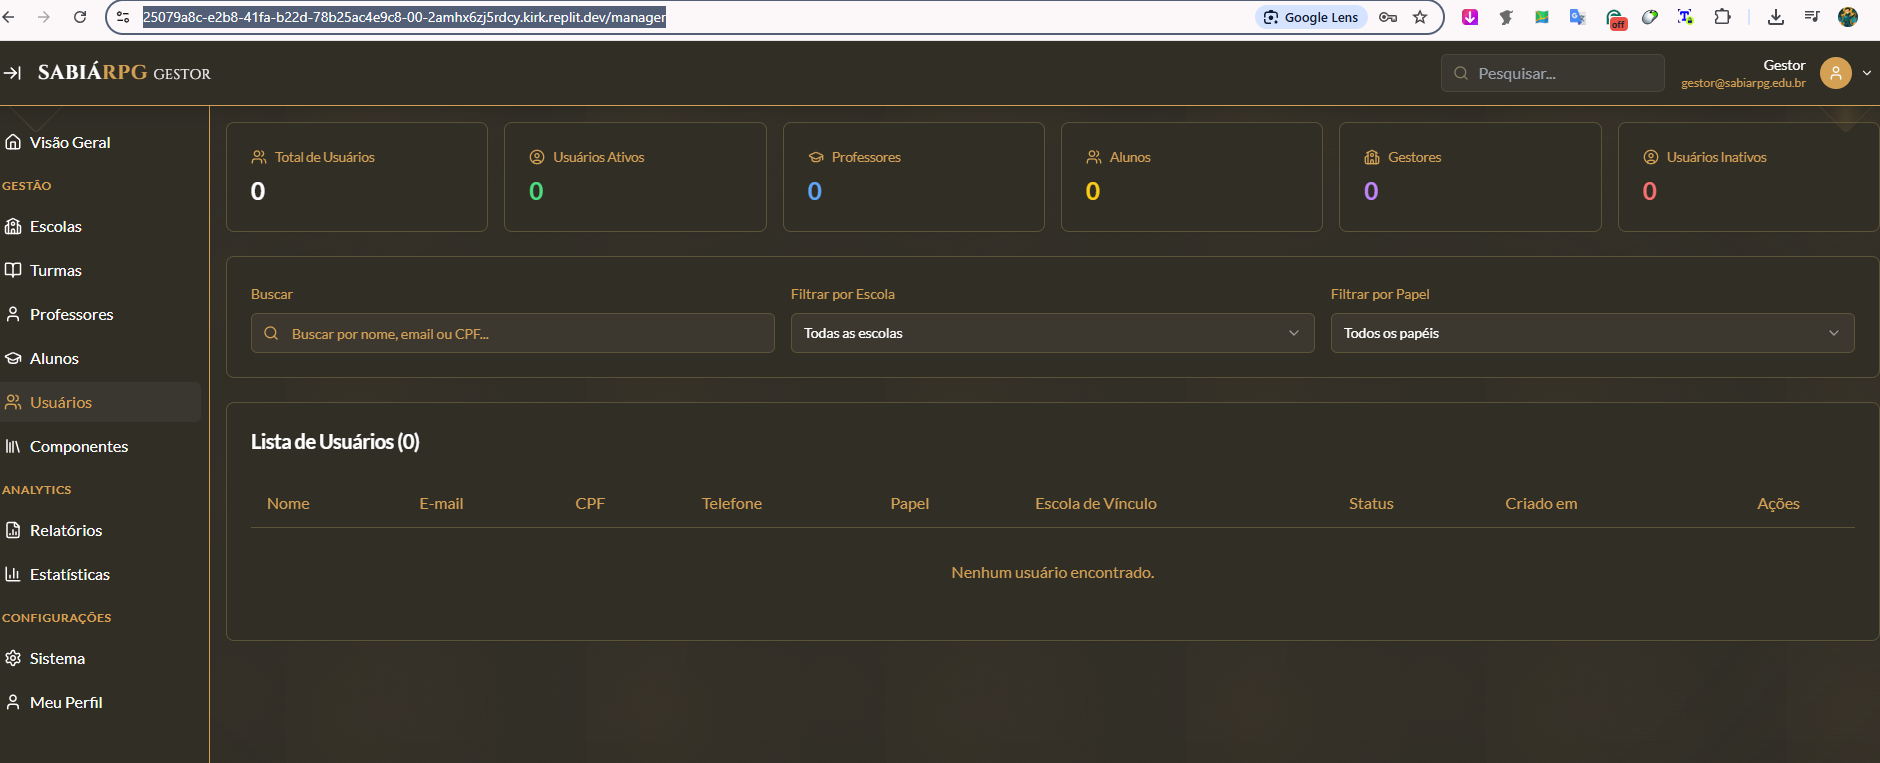 25079a8c-e2b8-41fa-b22d-78b25ac4e9c8-00-2amhx6zj5rdcy.kirk.replit.dev/manager
Google Lens
off
SABIÁRPG GESTOR
Pesquisar...
Gestor
gestor@sabiarpg.edu.br
Visão Geral
GESTÃO
Escolas
Turmas
Professores
Alunos
Usuários
Componentes
ANALYTICS
Relatórios
Estatísticas
CONFIGURAÇÕES
Sistema
Meu Perfil
Total de Usuários
0
Usuários Ativos
0
Professores
0
Alunos
0
Gestores
0
Usuários Inativos
0
Buscar
Buscar por nome, email ou CPF...
Filtrar por Escola
Todas as escolas
Filtrar por Papel
Todos os papéis
Lista de Usuários (0)
Nome E-mail CPF Telefone Papel Escola de Vínculo Status Criado em Ações
Nenhum usuário encontrado.